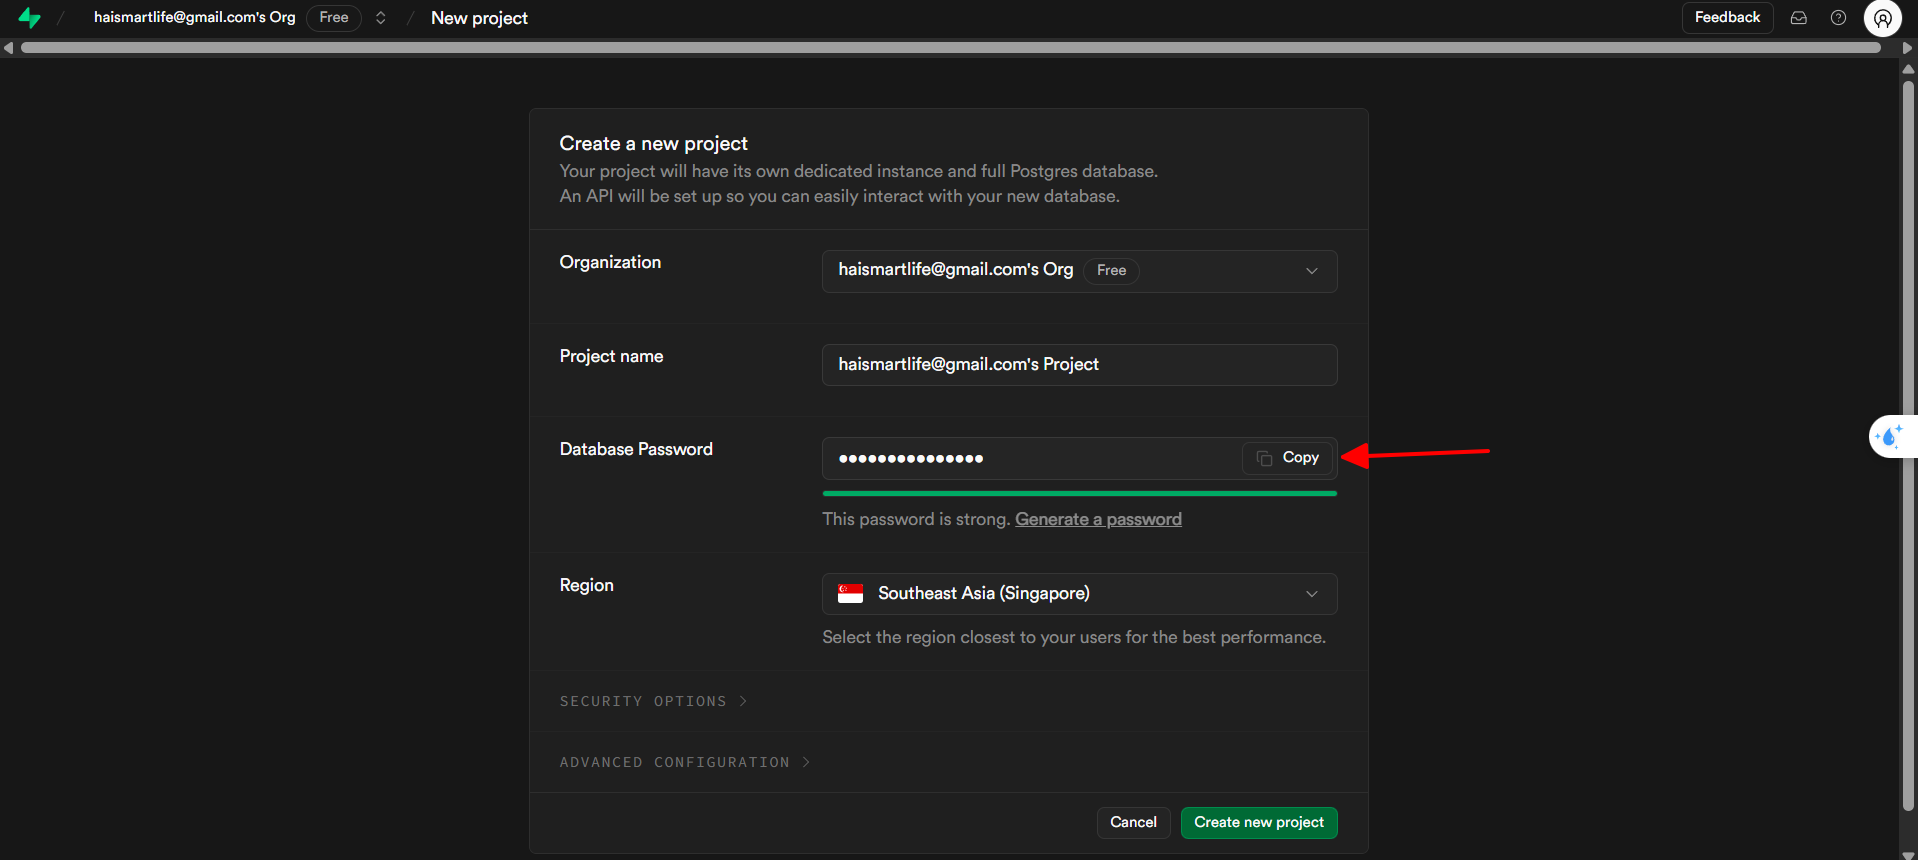 haismartlife@gmail.com's Org Free / New project Feedback
Create a new project
Your project will have its own dedicated instance and full Postgres database.
An API will be set up so you can easily interact with your new database.
Organization
haismartlife@gmail.com's Org Free
Project name
haismartlife@gmail.com's Project
Database Password
Copy
This password is strong. Generate a password
Region
Southeast Asia (Singapore)
Select the region closest to your users for the best performance.
SECURITY OPTIONS
ADVANCED CONFIGURATION
Cancel Create new project